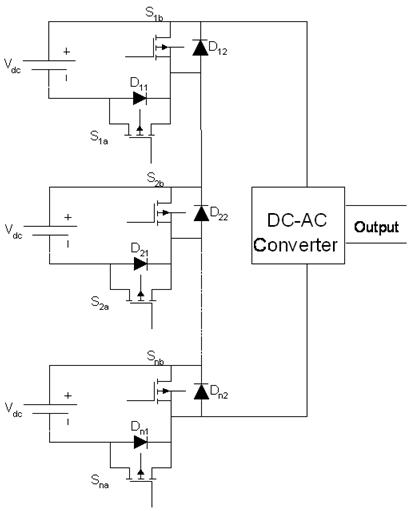 S1b
+
Vdc
D12
−
D11
S1a
S2b
+
Vdc
D22
−
D21
S2a
DC-AC
Converter
Output
Snb
+
Vdc
Dn2
−
Dn1
Sna